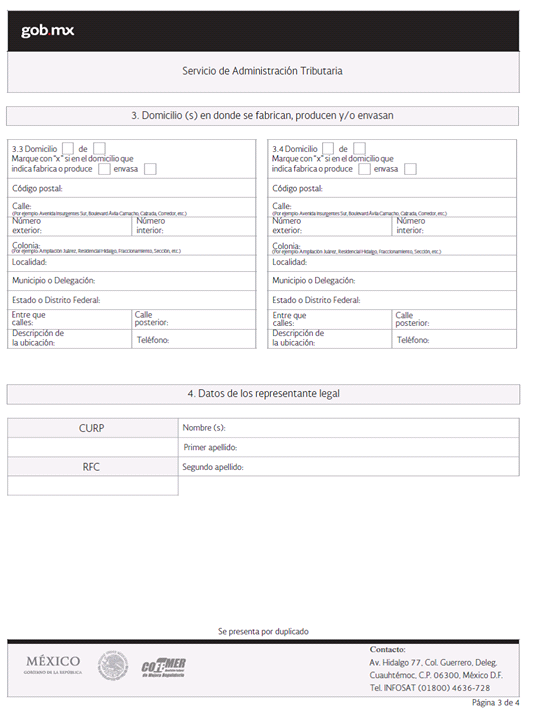 gob.mx
Servicio de Administración Tributaria
3. Domicilio (s) en donde se fabrican, producen y/o envasan
3.3 Domicilio de
Marque con "x" si en el domicilio que
indica fabrica o produce envasa
Código postal:
Calle:
(Por ejemplo: Avenida Insurgentes Sur, Boulevard Ávila Camacho, Calzada, Corredor, etc.)
Número
exterior:
Número
interior:
Colonia:
(Por ejemplo: Ampliación Juárez, Residencial Hidalgo, Fraccionamiento, Sección, etc.)
Localidad:
Municipio o Delegación:
Estado o Distrito Federal:
Entre que
calles:
Calle
posterior:
Descripción de
la ubicación:
Teléfono:
3.4 Domicilio de
Marque con "x" si en el domicilio que
indica fabrica o produce envasa
Código postal:
Calle:
(Por ejemplo: Avenida Insurgentes Sur, Boulevard Ávila Camacho, Calzada, Corredor, etc.)
Número
exterior:
Número
interior:
Colonia:
(Por ejemplo: Ampliación Juárez, Residencial Hidalgo, Fraccionamiento, Sección, etc.)
Localidad:
Municipio o Delegación:
Estado o Distrito Federal:
Entre que
calles:
Calle
posterior:
Descripción de
la ubicación:
Teléfono:
4. Datos de los representante legal
CURP
Nombre (s):
Primer apellido:
RFC
Segundo apellido:
Se presenta por duplicado
MÉXICO
GOBIERNO DE LA REPÚBLICA
COFEMER
de Mejora Regulatoria
Contacto:
Av. Hidalgo 77, Col. Guerrero, Deleg.
Cuauhtémoc, C.P. 06300, México D.F.
Tel. INFOSAT (01800) 4636-728
Página 3 de 4